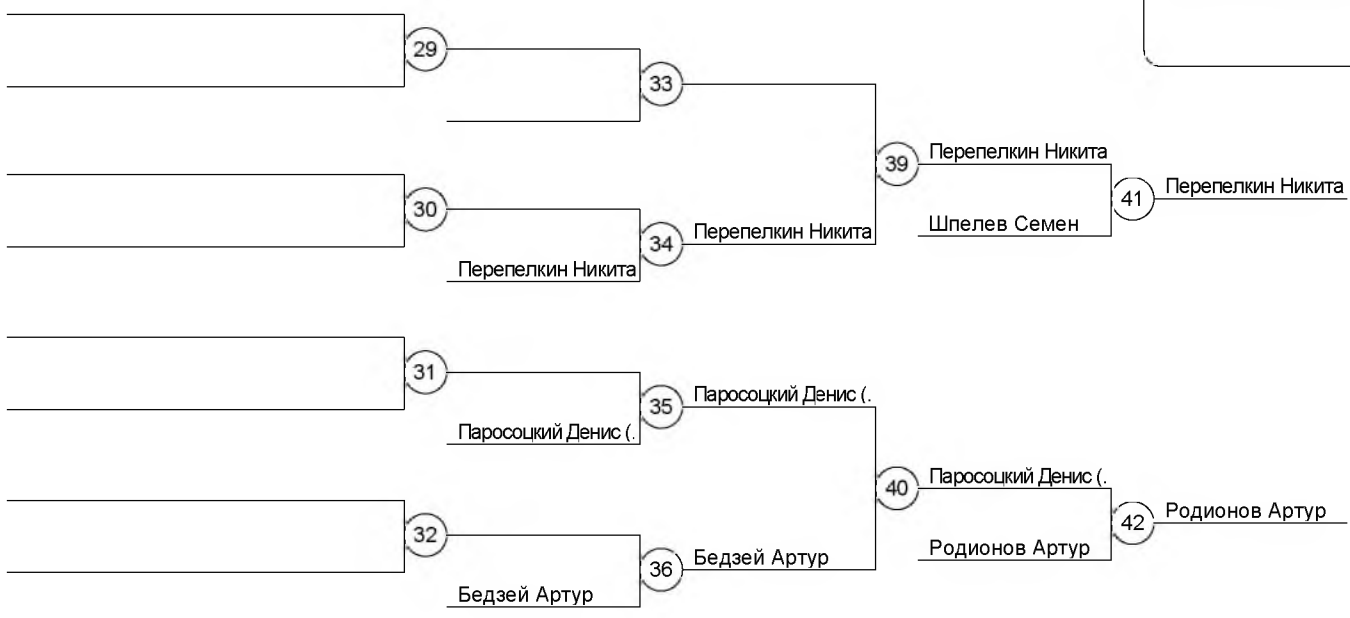 29
33
Перепелкин Никита
39
Перепелкин Никита
41
Шпелев Семен
30
Перепелкин Никита
34
Перепелкин Никита
31
Паросоцкий Денис (.
35
Паросоцкий Денис (.
Паросоцкий Денис (.
40
Родионов Артур
42
Родионов Артур
32
Бедзей Артур
36
Бедзей Артур